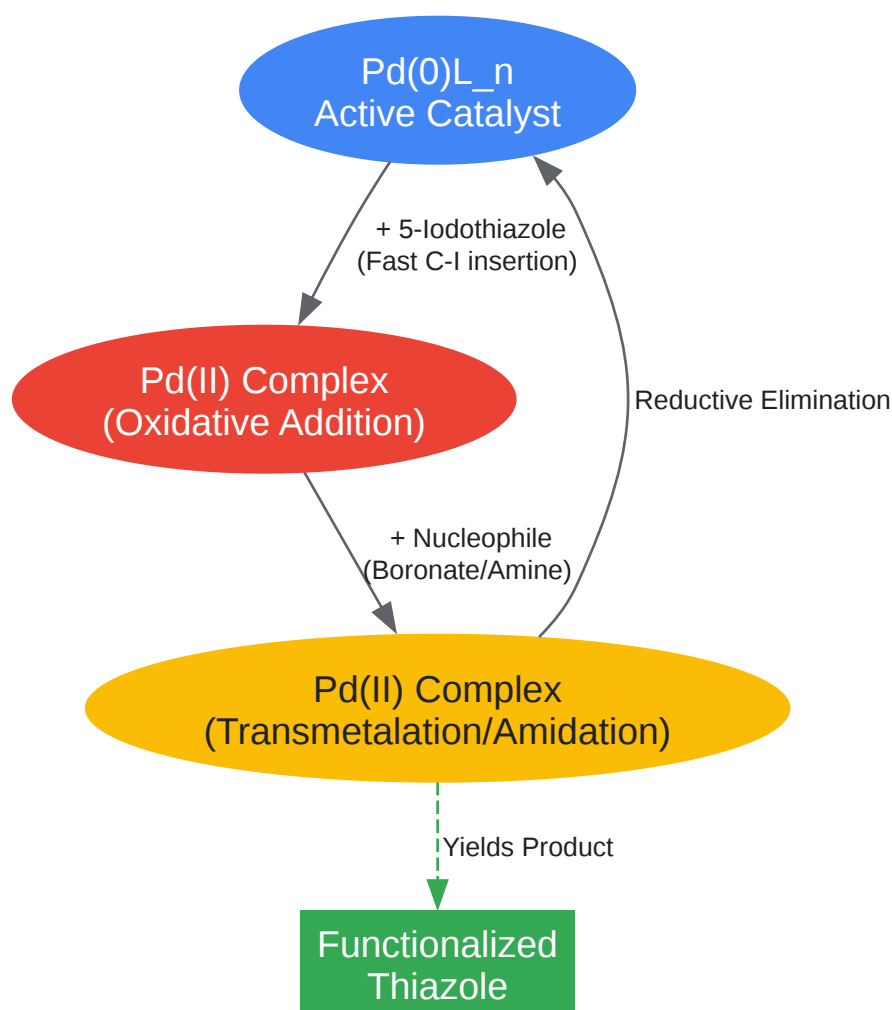 Pd(0)L_n
Active Catalyst
+ 5-Iodothiazole
(Fast C-I insertion)
Pd(II) Complex
(Oxidative Addition)
Reductive Elimination
+ Nucleophile
(Boronate/Amine)
Pd(II) Complex
(Transmetalation/Amidation)
Yields Product
Functionalized
Thiazole